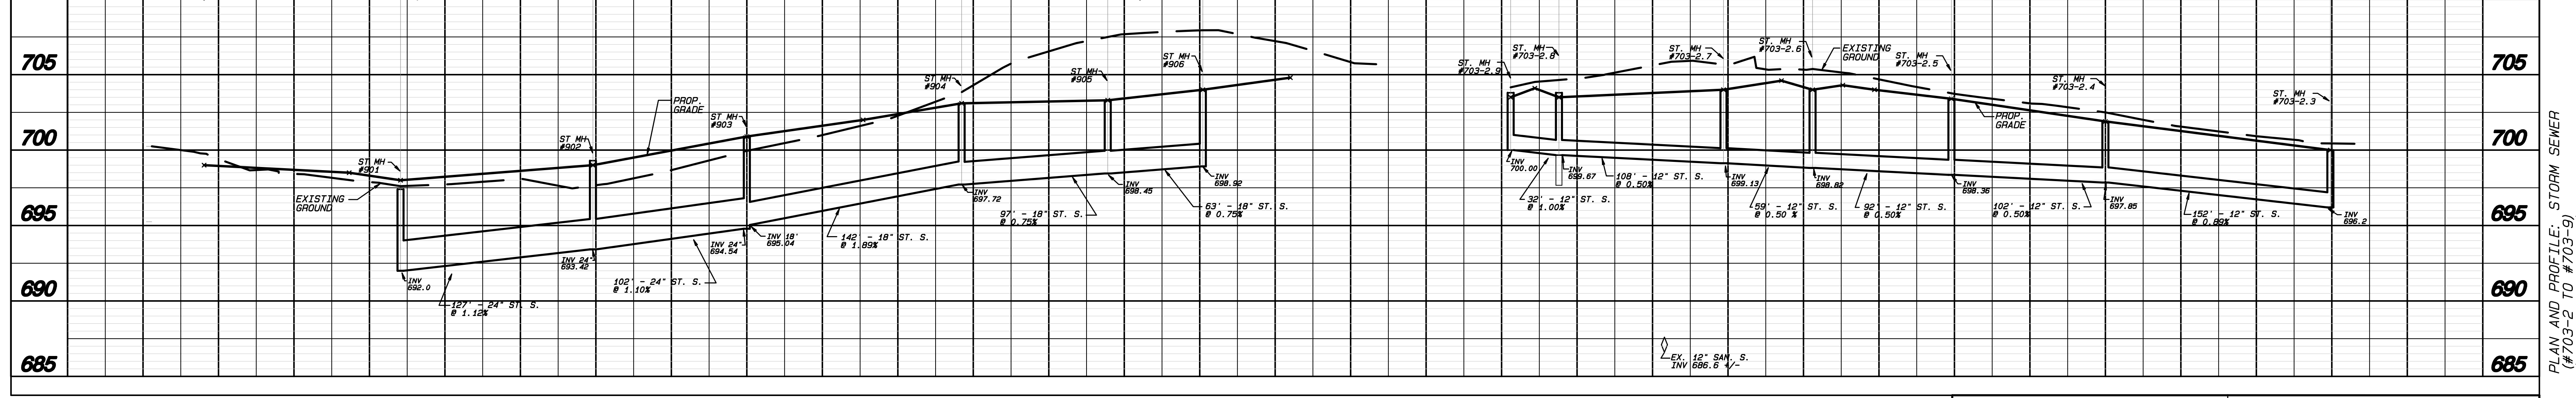 705
700
695
690
685
ST MH
#901
EXISTING
GROUND
INV
692.0
127' - 24" ST. S.
@ 1.12%
ST MH
#902
INV 24"
693.42
PROP.
GRADE
102' - 24" ST. S.
@ 1.10%
ST MH
#903
INV 24"
694.54
INV 18'
695.04
142' - 18" ST. S.
@ 1.89%
ST MH
#904
INV
697.72
97' - 18" ST. S.
@ 0.75%
ST MH
#905
INV
698.45
63' - 18" ST. S.
@ 0.75%
ST MH
#906
INV
698.92
ST. MH
#703-2.9
INV
700.00
32' - 12" ST. S.
@ 1.00%
ST. MH
#703-2.8
INV
699.67
108' - 12" ST. S.
@ 0.50%
ST. MH
#703-2.7
INV
699.13
59' - 12" ST. S.
@ 0.50 %
ST. MH
#703-2.6
EXISTING
GROUND
INV
698.82
92' - 12" ST. S.
@ 0.50%
ST. MH
#703-2.5
INV
698.36
PROP.
GRADE
102' - 12" ST. S.
@ 0.50%
ST. MH
#703-2.4
INV
697.85
152' - 12" ST. S.
@ 0.89%
ST. MH
#703-2.3
INV
696.2
EX. 12" SAN. S.
INV 686.6 +/-
705
700
695
690
685
PLAN AND PROFILE: STORM SEWER
(#703-2 TO #703-9)